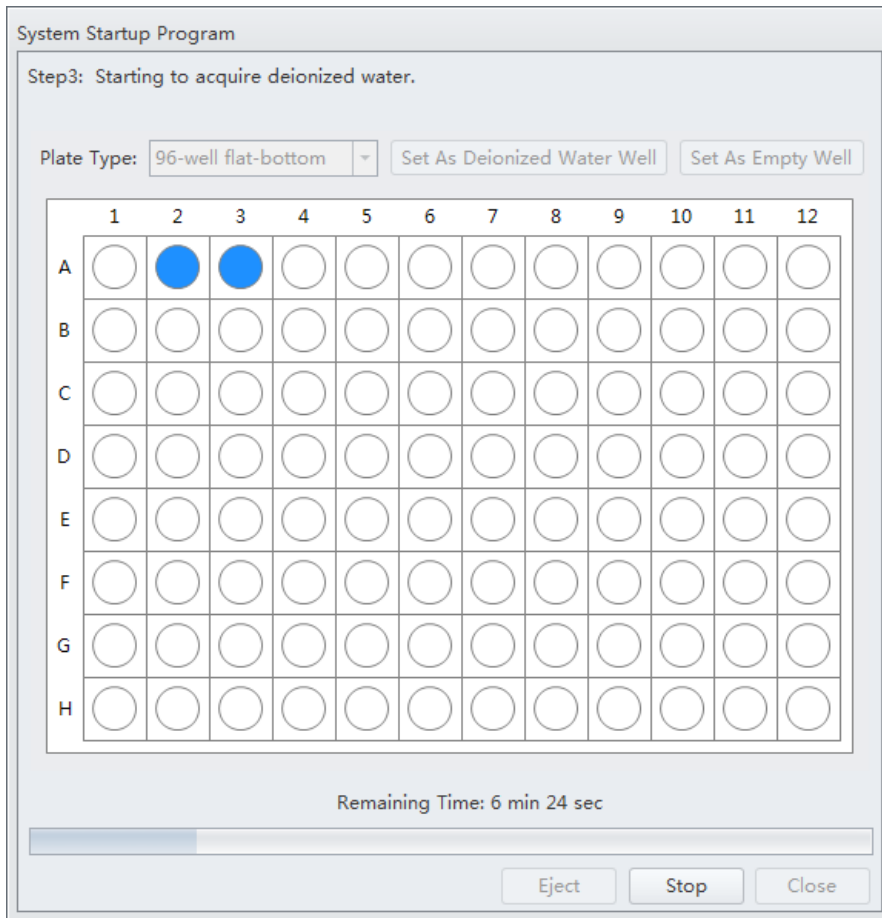 System Startup Program
Step3: Starting to acquire deionized water.
Plate Type: 96-well flat-bottom Set As Deionized Water Well Set As Empty Well
1 2 3 4 5 6 7 8 9 10 11 12
A
B
C
D
E
F
G
H
Remaining Time: 6 min 24 sec
Eject Stop Close